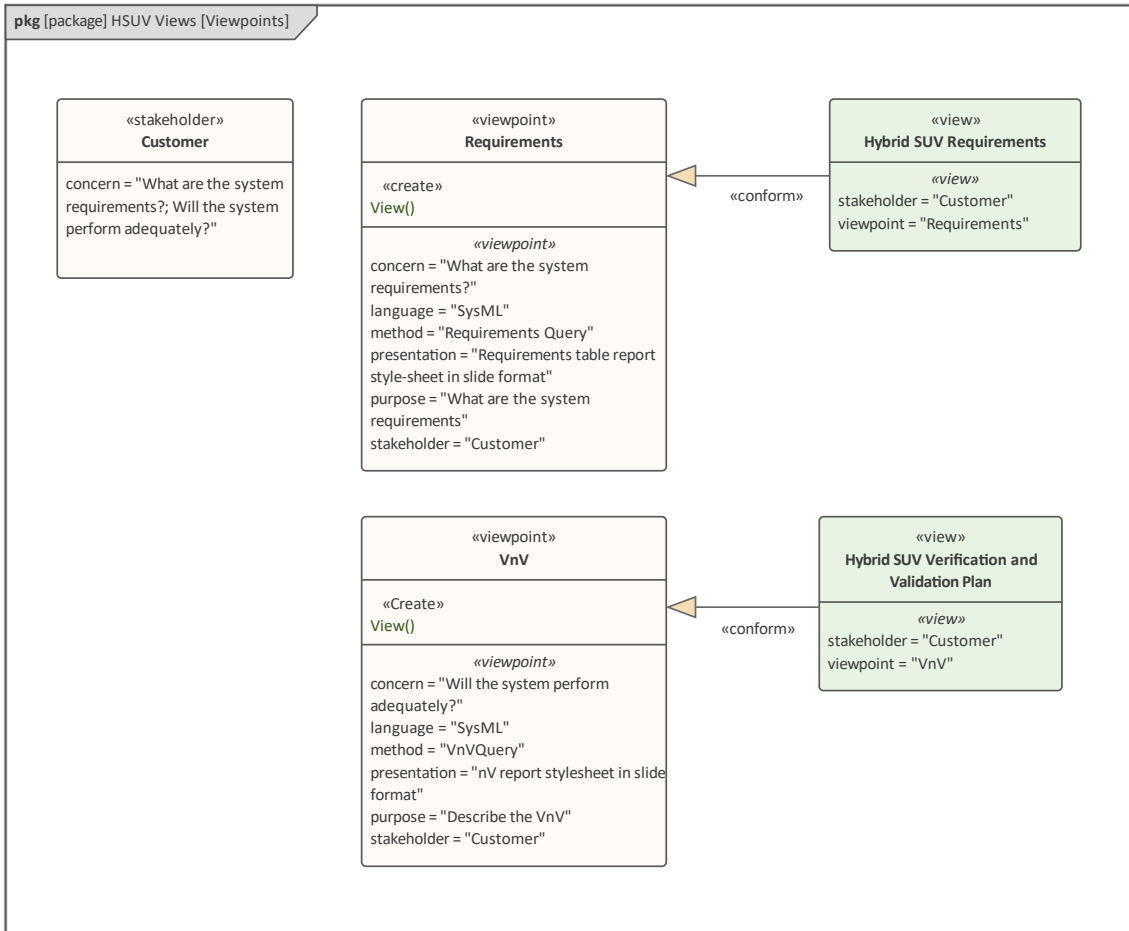 pkg [package] HSUV Views [Viewpoints]
«stakeholder»
Customer
concern = "What are the system
requirements?; Will the system
perform adequately?"
«viewpoint»
Requirements
«create»
View()
«viewpoint»
concern = "What are the system
requirements?"
language = "SysML"
method = "Requirements Query"
presentation = "Requirements table report
style-sheet in slide format"
purpose = "What are the system
requirements"
stakeholder = "Customer"
«conform»
«view»
Hybrid SUV Requirements
«view»
stakeholder = "Customer"
viewpoint = "Requirements"
«viewpoint»
VnV
«Create»
View()
«viewpoint»
concern = "Will the system perform
adequately?"
language = "SysML"
method = "VnVQuery"
presentation = "nV report stylesheet in slide
format"
purpose = "Describe the VnV"
stakeholder = "Customer"
«conform»
«view»
Hybrid SUV Verification and
Validation Plan
«view»
stakeholder = "Customer"
viewpoint = "VnV"